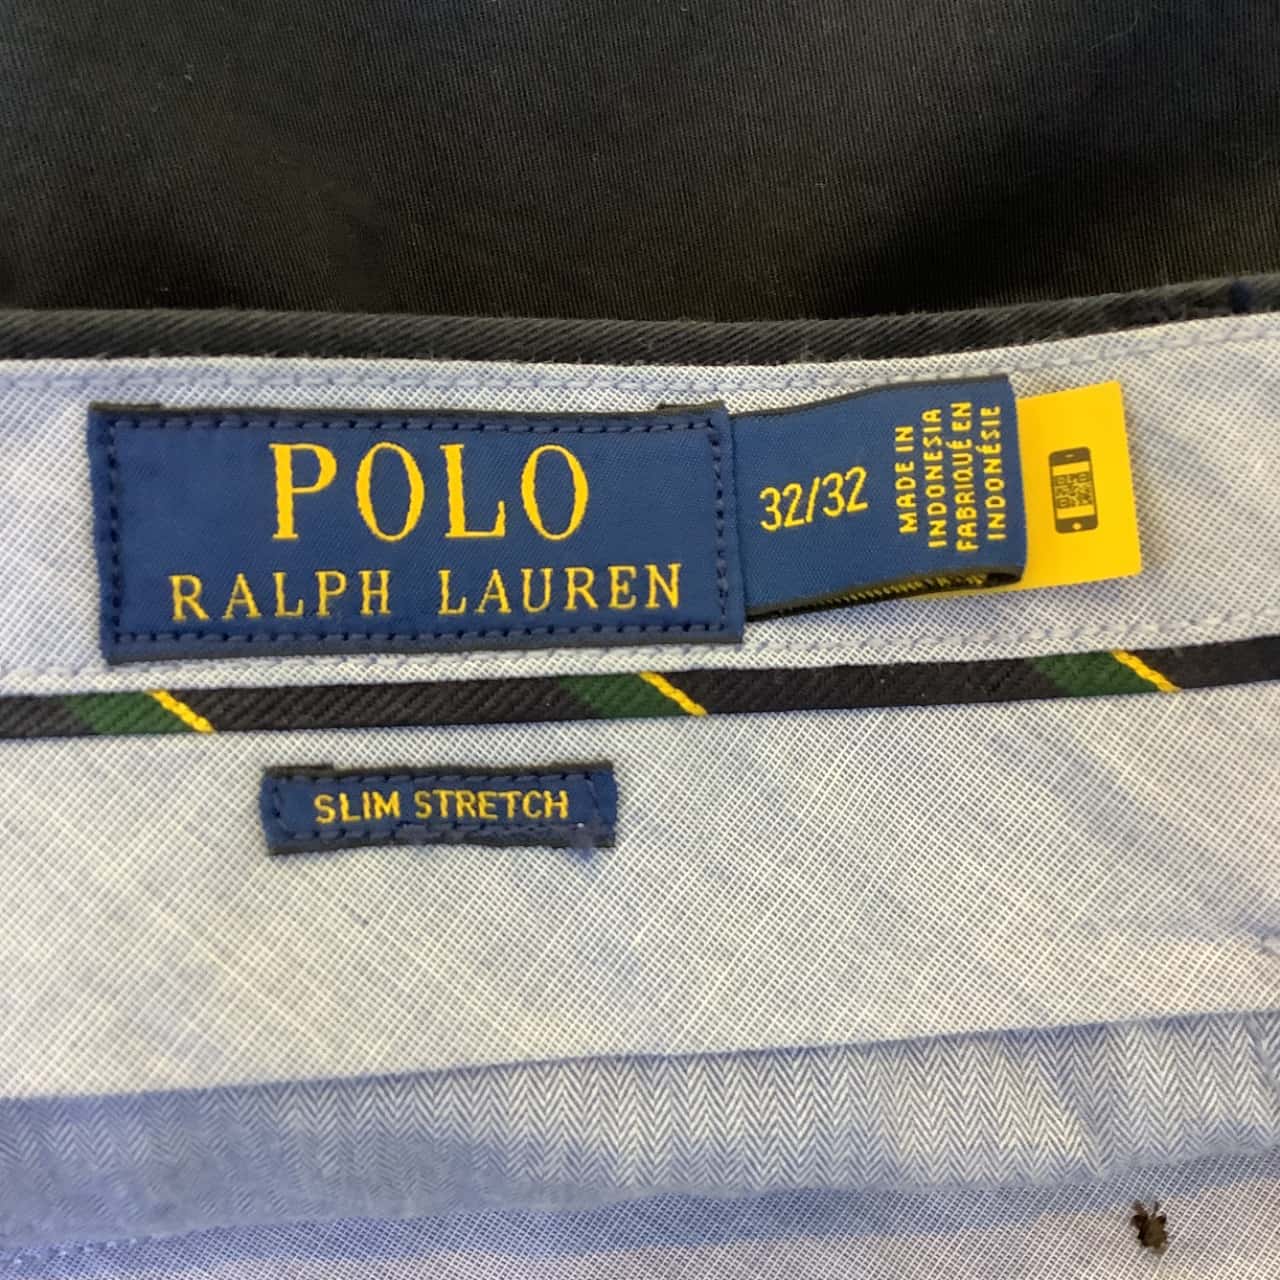 POLO
RALPH LAUREN
32/32
MADE IN
INDONESIA
FABRIQUÉ EN
INDONÉSIE
SLIM STRETCH